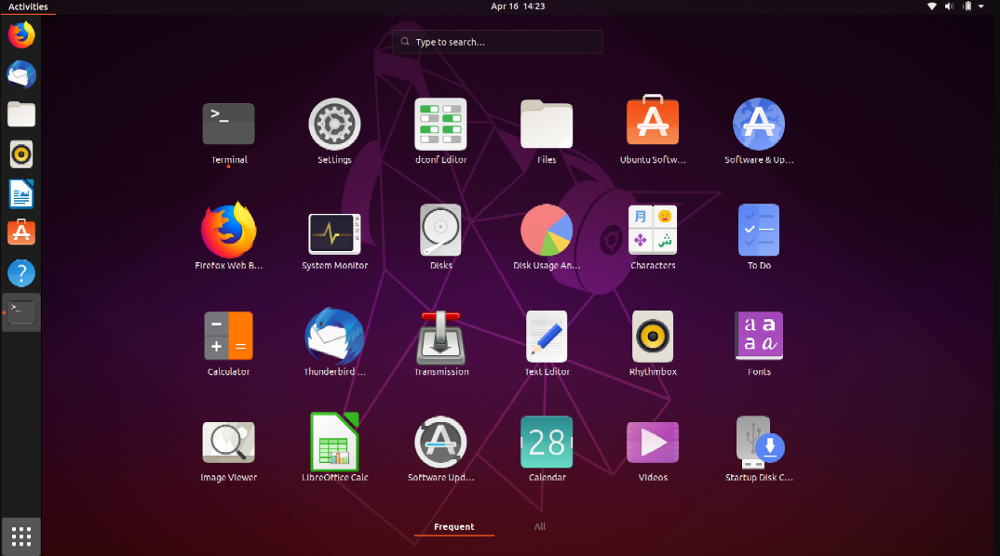 Activities
Apr 16 14:23
Type to search...
Terminal
Settings
dconf Editor
Files
Ubuntu Softw...
Software & Up...
Firefox Web B...
System Monitor
Disks
Disk Usage An...
Characters
To Do
Calculator
Thunderbird ...
Transmission
Text Editor
Rhythmbox
Fonts
28
Image Viewer
LibreOffice Calc
Software Upd...
Calendar
Videos
Startup Disk C...
Frequent
All